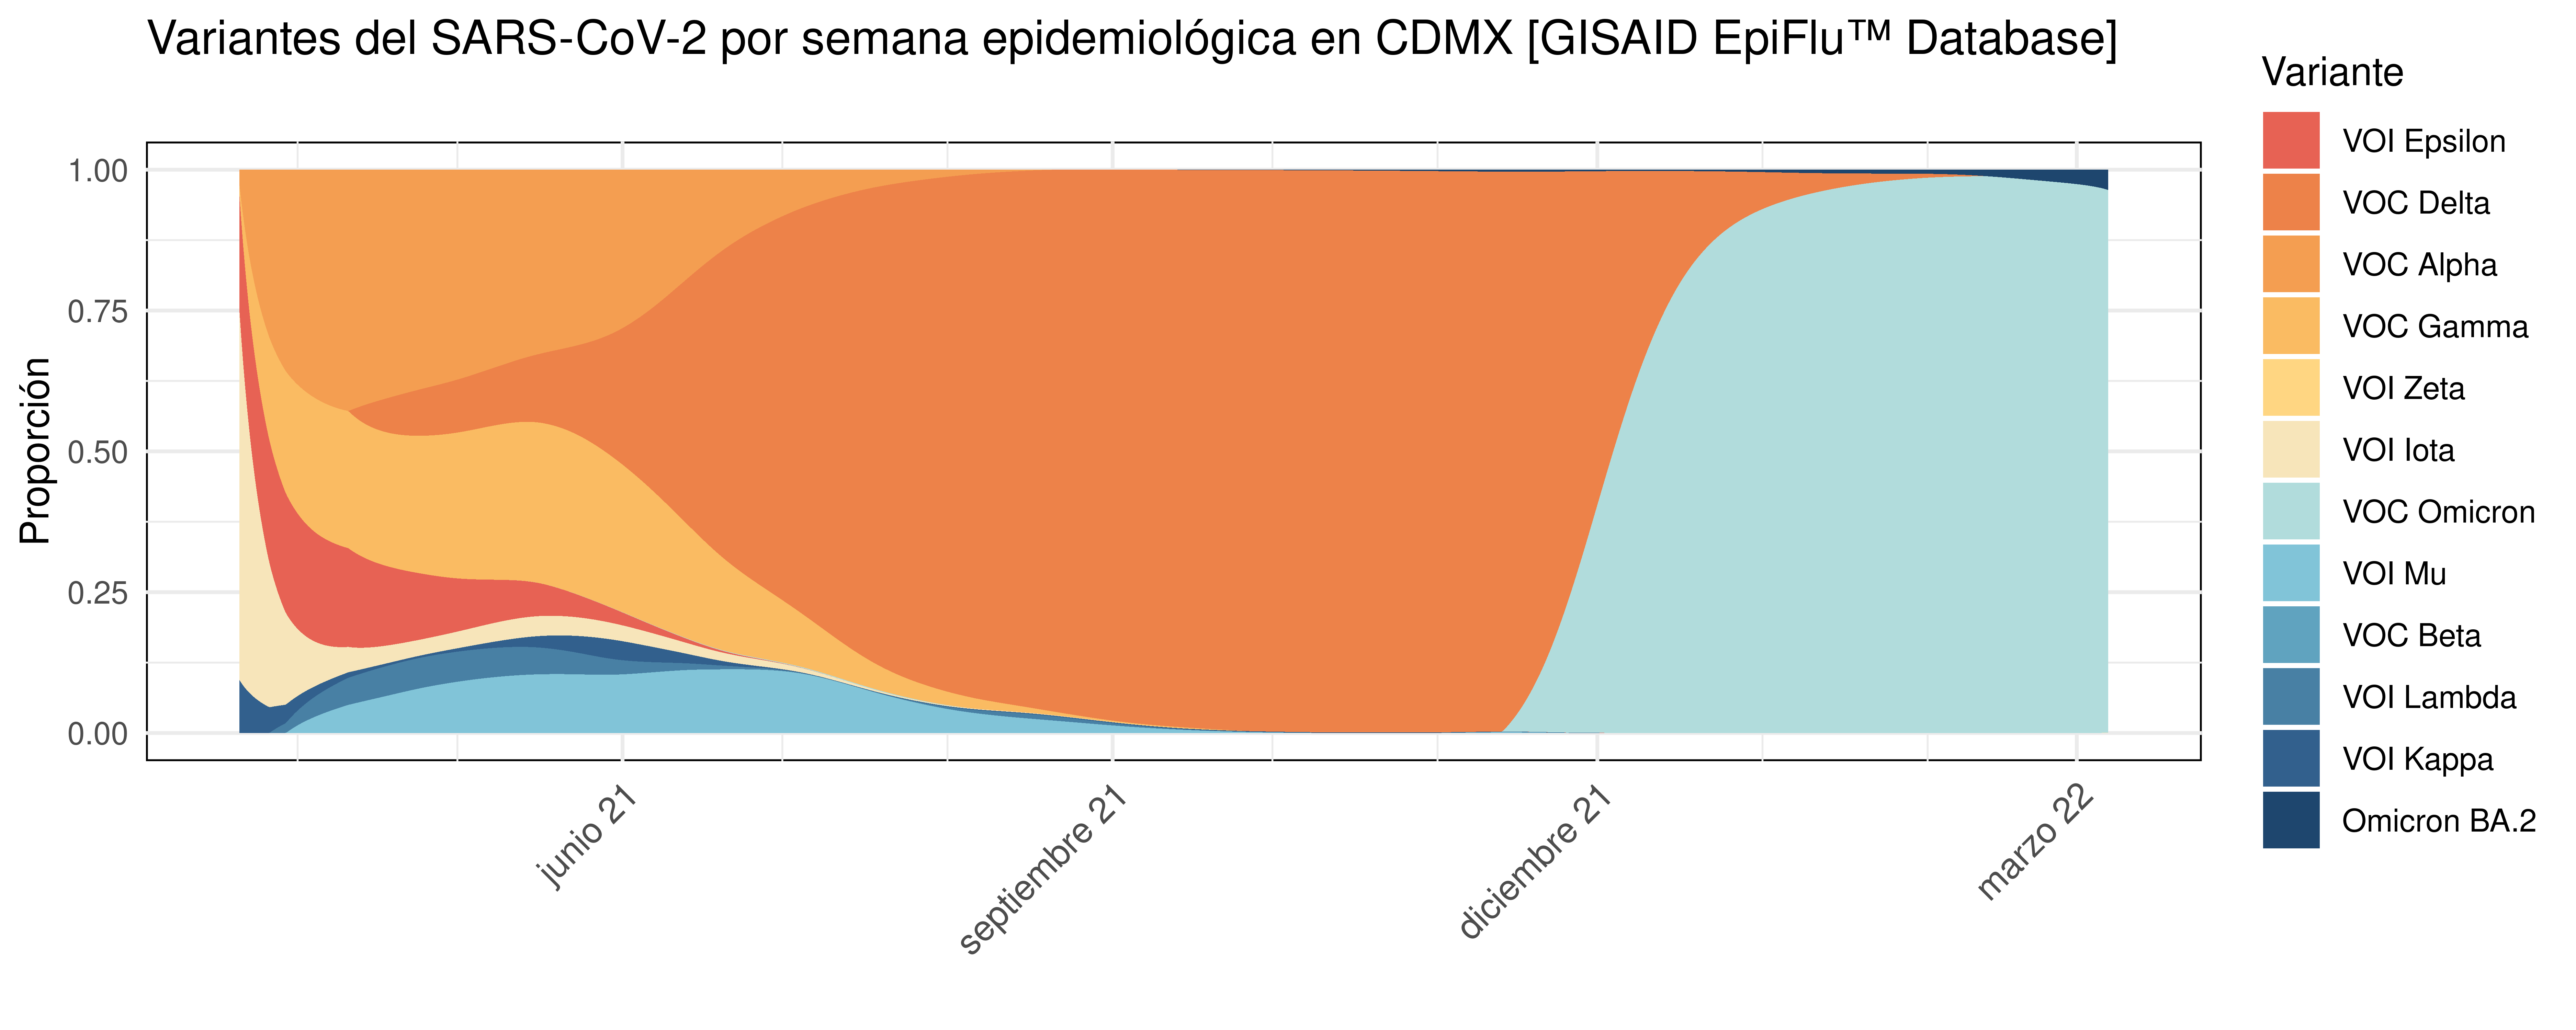 Variantes del SARS-CoV-2 por semana epidemiológica en CDMX [GISAID EpiFlu™ Database]
Proporción
1.00
0.75
0.50
0.25
0.00
junio 21
septiembre 21
diciembre 21
marzo 22
Variante
VOI Epsilon
VOC Delta
VOC Alpha
VOC Gamma
VOI Zeta
VOI Iota
VOC Omicron
VOI Mu
VOC Beta
VOI Lambda
VOI Kappa
Omicron BA.2